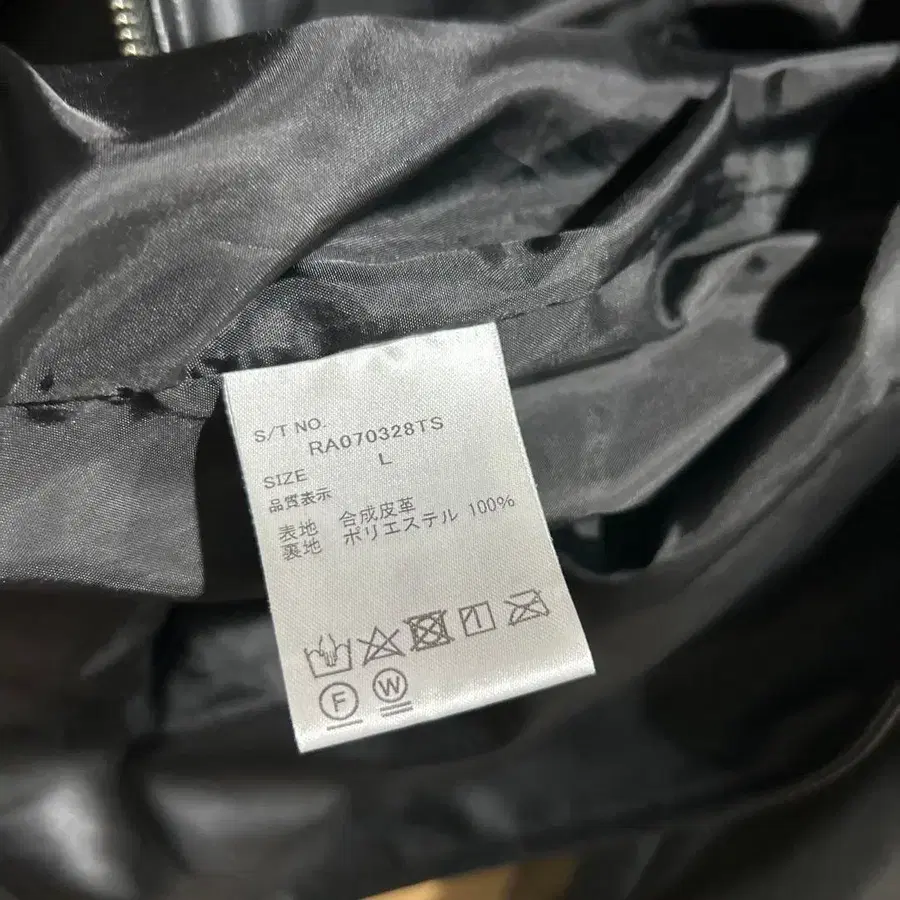 S/T NO.
RA070328TS
SIZE L
品質表示
表地 合成皮革
裏地 ポリエステル 100%
F W